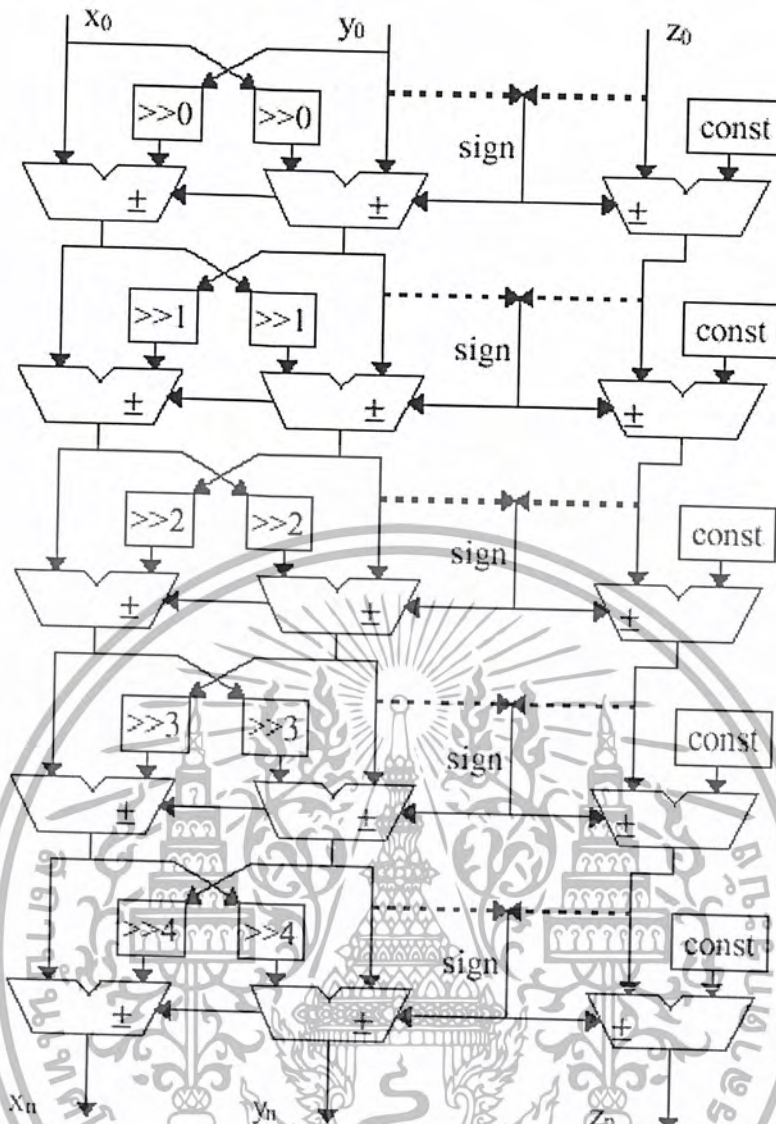 x₀ y₀ z₀
>>0 >>0 sign const
± ± ±
>>1 >>1 sign const
± ± ±
>>2 >>2 sign const
± ± ±
>>3 >>3 sign const
± ± ±
>>4 >>4 sign const
± ± ±
xₙ yₙ zₙ